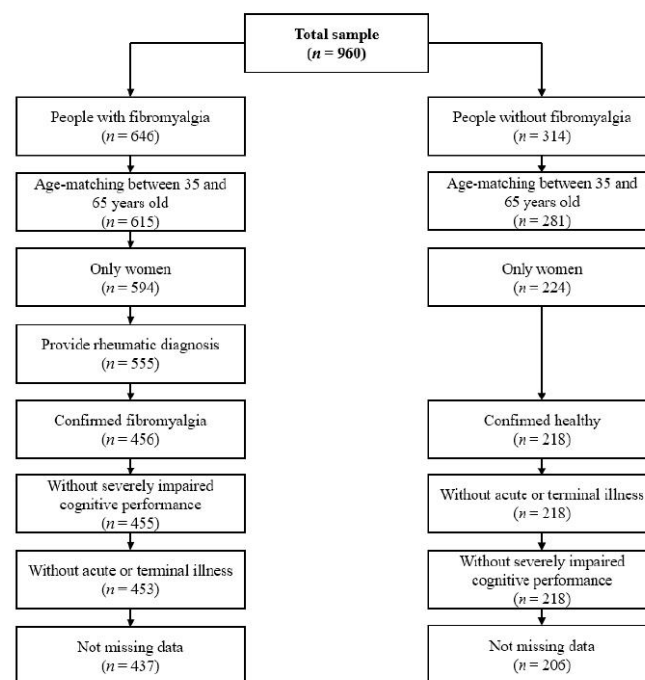 Total sample
(n = 960)
People with fibromyalgia
(n = 646)
Age-matching between 35 and
65 years old
(n = 615)
Only women
(n = 594)
Provide rheumatic diagnosis
(n = 555)
Confirmed fibromyalgia
(n = 456)
Without severely impaired
cognitive performance
(n = 455)
Without acute or terminal illness
(n = 453)
Not missing data
(n = 437)
People without fibromyalgia
(n = 314)
Age-matching between 35 and
65 years old
(n = 281)
Only women
(n = 224)
Confirmed healthy
(n = 218)
Without acute or terminal illness
(n = 218)
Without severely impaired
cognitive performance
(n = 218)
Not missing data
(n = 206)